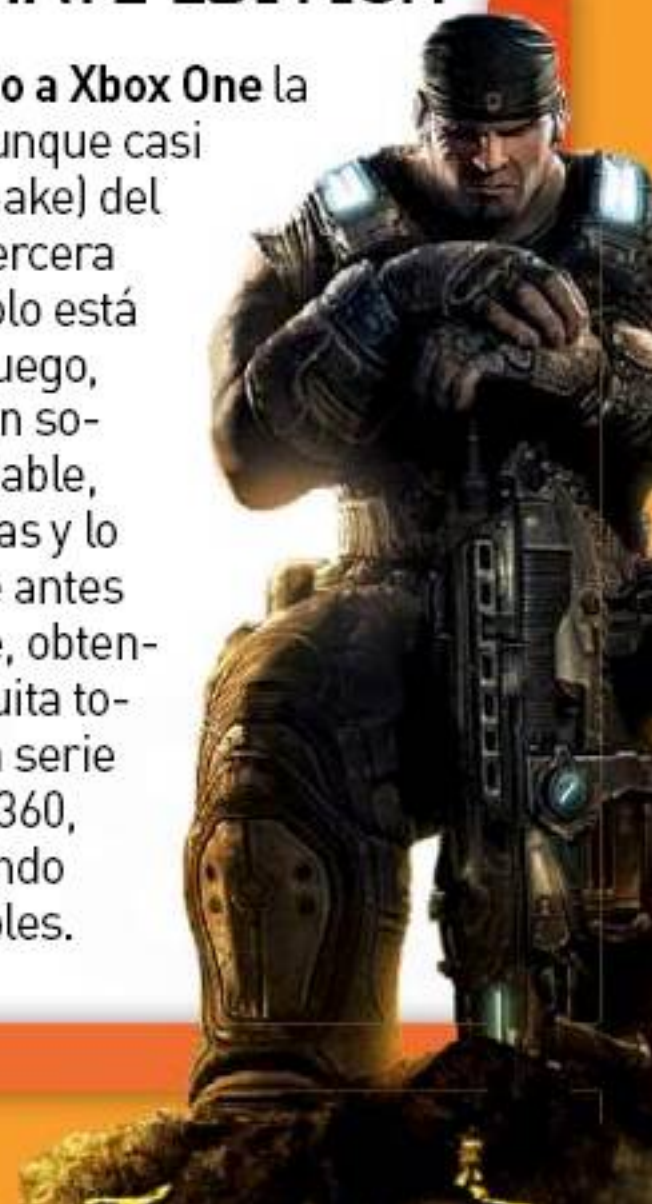 o a Xbox One la
unque casi
ake) del
ercera
olo está
uego,
n so-
able,
as y lo
e antes
e, obten-
uita to-
a serie
360,
ndo
oles.